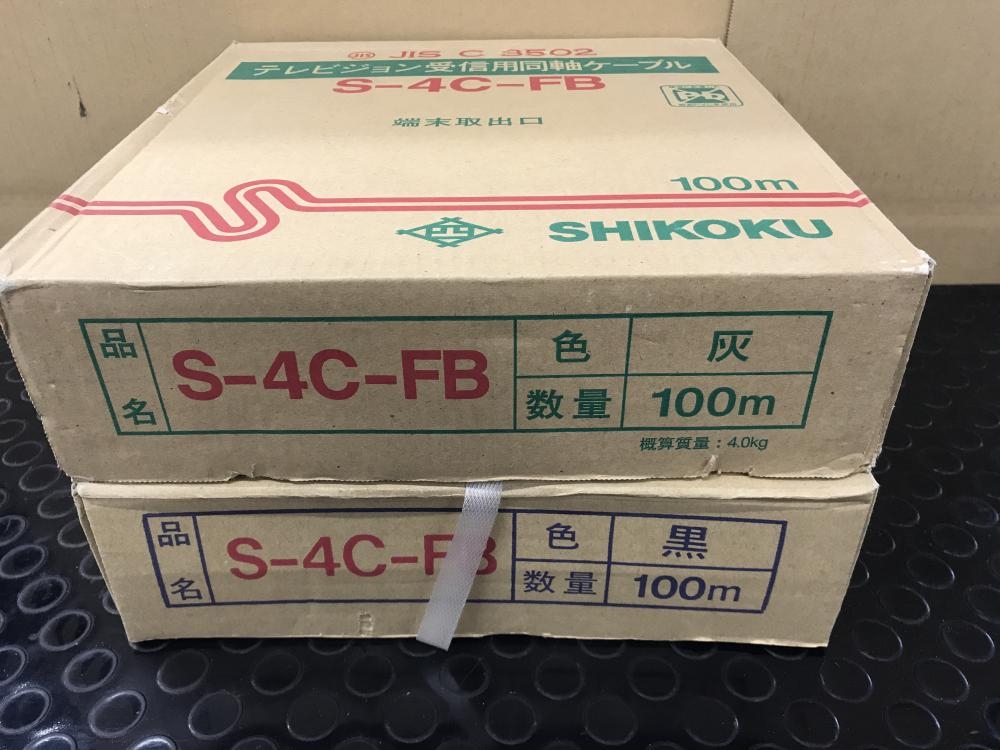 JIS JIS C 3502
テレビジョン受信用同軸ケーブル
S-4C-FB
端末取出口
100m
SHIKOKU
品名 S-4C-FB 色 灰
数量 100m
概算質量：4.0kg
品名 S-4C-FB 色 黒
数量 100m